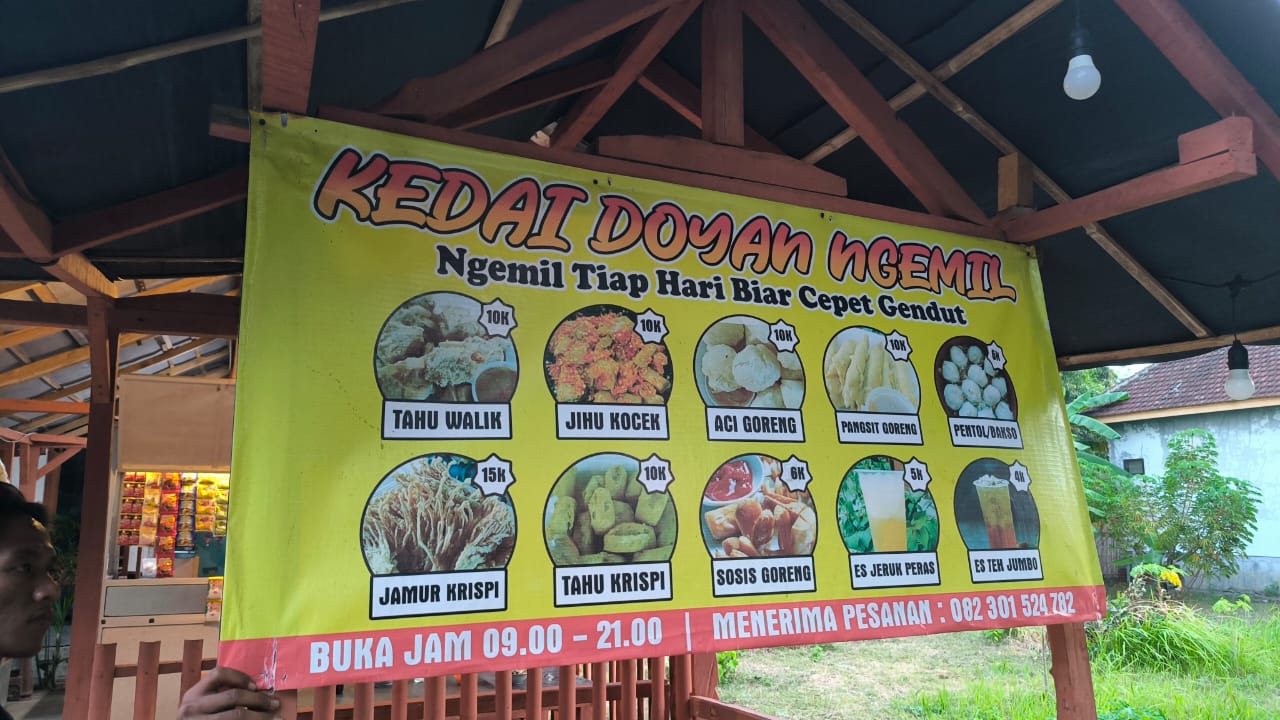 KEDAI DOYAN NGEMIL
Ngemil Tiap Hari Biar Cepet Gendut
10K
10K
10K
10K
6K
TAHU WALIK
JIHU KOCEK
ACI GORENG
PANGSIT GORENG
PENTOL/BAKSO
15K
10K
6K
5K
4K
JAMUR KRISPI
TAHU KRISPI
SOSIS GORENG
ES JERUK PERAS
ES TEH JUMBO
BUKA JAM 09.00 - 21.00 | MENERIMA PESANAN : 082 301 524 782